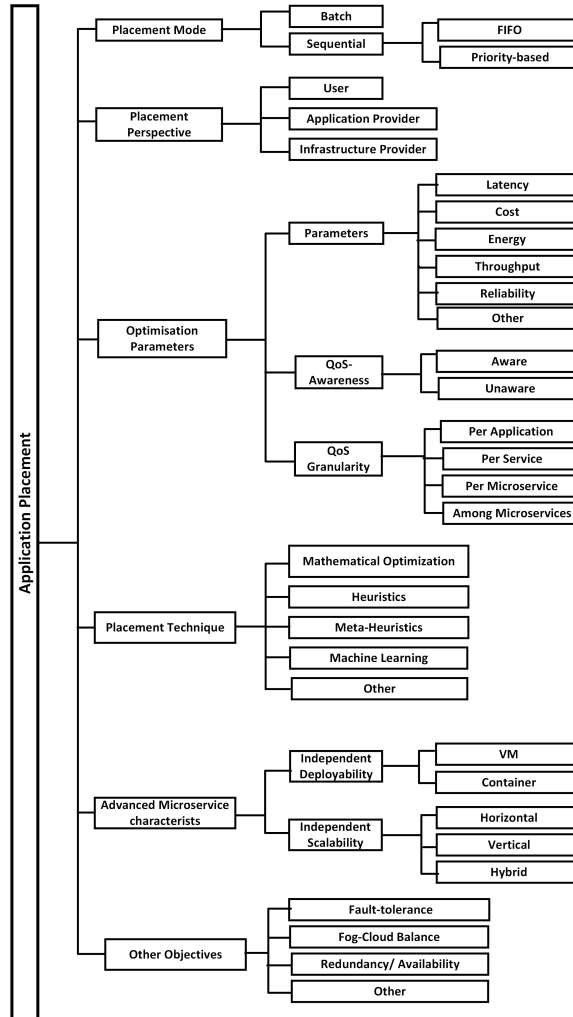 Application Placement
Placement Mode
Batch
Sequential
FIFO
Priority-based
Placement
Perspective
User
Application Provider
Infrastructure Provider
Optimisation
Parameters
Parameters
Latency
Cost
Energy
Throughput
Reliability
Other
QoS-
Awareness
Aware
Unaware
QoS
Granularity
Per Application
Per Service
Per Microservice
Among Microservices
Placement Technique
Mathematical Optimization
Heuristics
Meta-Heuristics
Machine Learning
Other
Advanced Microservice
characterists
Independent
Deployability
VM
Container
Independent
Scalability
Horizontal
Vertical
Hybrid
Other Objectives
Fault-tolerance
Fog-Cloud Balance
Redundancy/ Availability
Other